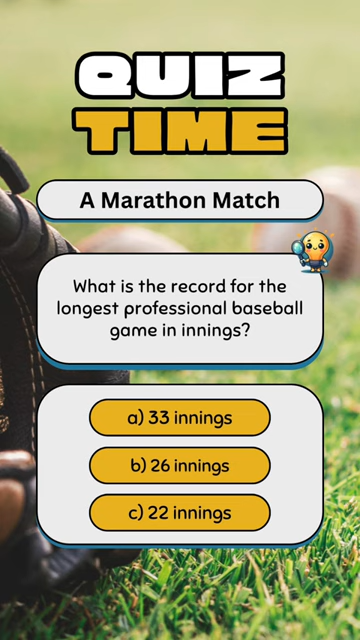 QUIZ
TIME
A Marathon Match
What is the record for the
longest professional baseball
game in innings?
a) 33 innings
b) 26 innings
c) 22 innings